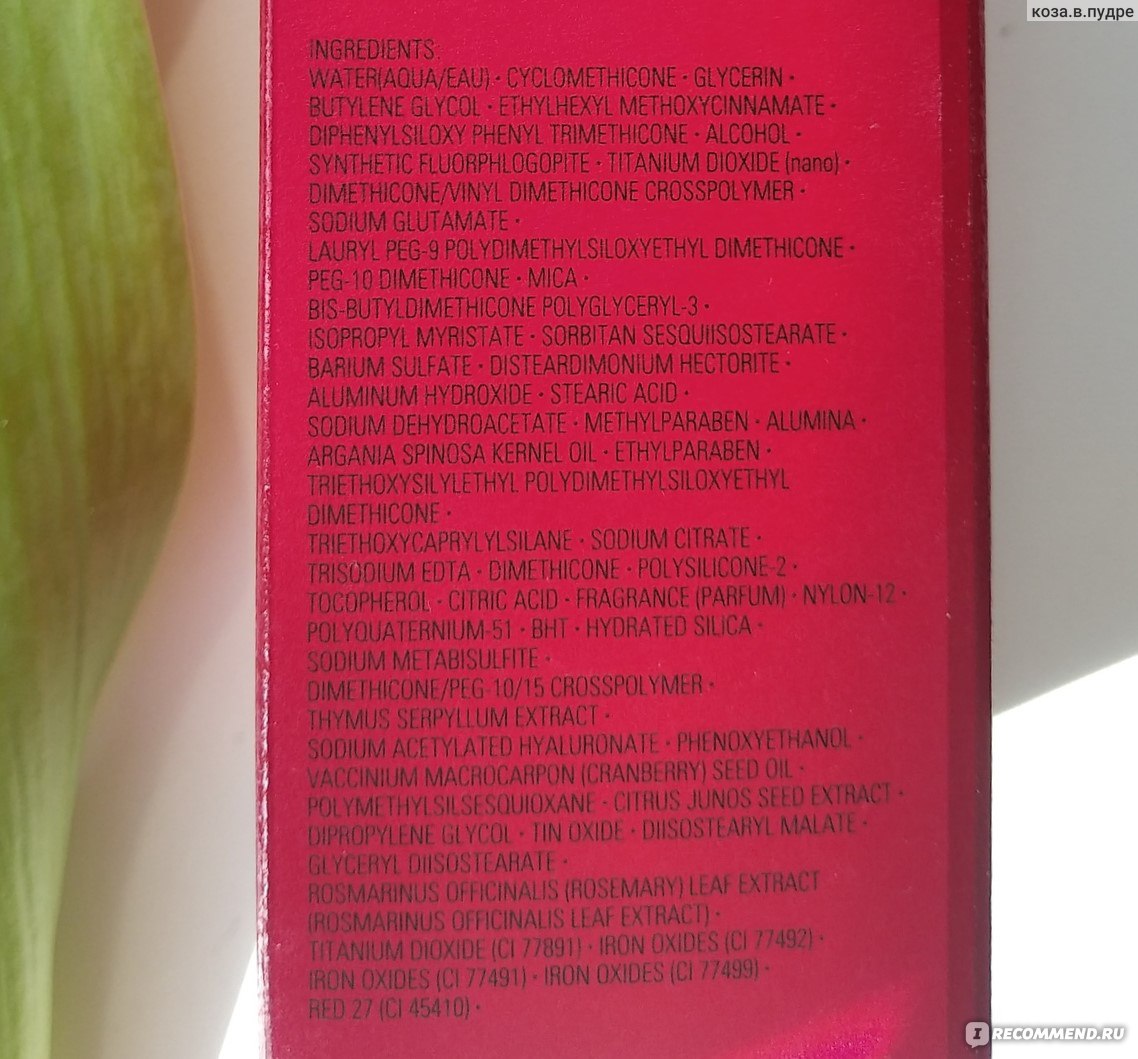 коза.в.пудре
INGREDIENTS:
WATER(AQUA/EAU) · CYCLOMETHICONE · GLYCERIN ·
BUTYLENE GLYCOL · ETHYLHEXYL METHOXYCINNAMATE ·
DIPHENYLSILOXY PHENYL TRIMETHICONE · ALCOHOL ·
SYNTHETIC FLUORPHLOGOPITE · TITANIUM DIOXIDE (nano) ·
DIMETHICONE/VINYL DIMETHICONE CROSSPOLYMER ·
SODIUM GLUTAMATE ·
LAURYL PEG-9 POLYDIMETHYLSILOXYETHYL DIMETHICONE ·
PEG-10 DIMETHICONE · MICA ·
BIS-BUTYLDIMETHICONE POLYGLYCERYL-3 ·
ISOPROPYL MYRISTATE · SORBITAN SESQUIISOSTEARATE ·
BARIUM SULFATE · DISTEARDIMONIUM HECTORITE ·
ALUMINUM HYDROXIDE · STEARIC ACID ·
SODIUM DEHYDROACETATE · METHYLPARABEN · ALUMINA ·
ARGANIA SPINOSA KERNEL OIL · ETHYLPARABEN ·
TRIETHOXYSILYLETHYL POLYDIMETHYLSILOXYETHYL
DIMETHICONE ·
TRIETHOXYCAPRYLYLSILANE · SODIUM CITRATE ·
TRISODIUM EDTA · DIMETHICONE · POLYSILICONE-2 ·
TOCOPHEROL · CITRIC ACID · FRAGRANCE (PARFUM) · NYLON-12 ·
POLYQUATERNIUM-51 · BHT · HYDRATED SILICA ·
SODIUM METABISULFITE ·
DIMETHICONE/PEG-10/15 CROSSPOLYMER ·
THYMUS SERPYLLUM EXTRACT ·
SODIUM ACETYLATED HYALURONATE · PHENOXYETHANOL ·
VACCINIUM MACROCARPON (CRANBERRY) SEED OIL ·
POLYMETHYLSILSESQUIOXANE · CITRUS JUNOS SEED EXTRACT ·
DIPROPYLENE GLYCOL · TIN OXIDE · DIISOSTEARYL MALATE ·
GLYCERYL DIISOSTEARATE ·
ROSMARINUS OFFICINALIS (ROSEMARY) LEAF EXTRACT
(ROSMARINUS OFFICINALIS LEAF EXTRACT) ·
TITANIUM DIOXIDE (CI 77891) · IRON OXIDES (CI 77492) ·
IRON OXIDES (CI 77491) · IRON OXIDES (CI 77499) ·
RED 27 (CI 45410) ·
IRECOMMEND.RU